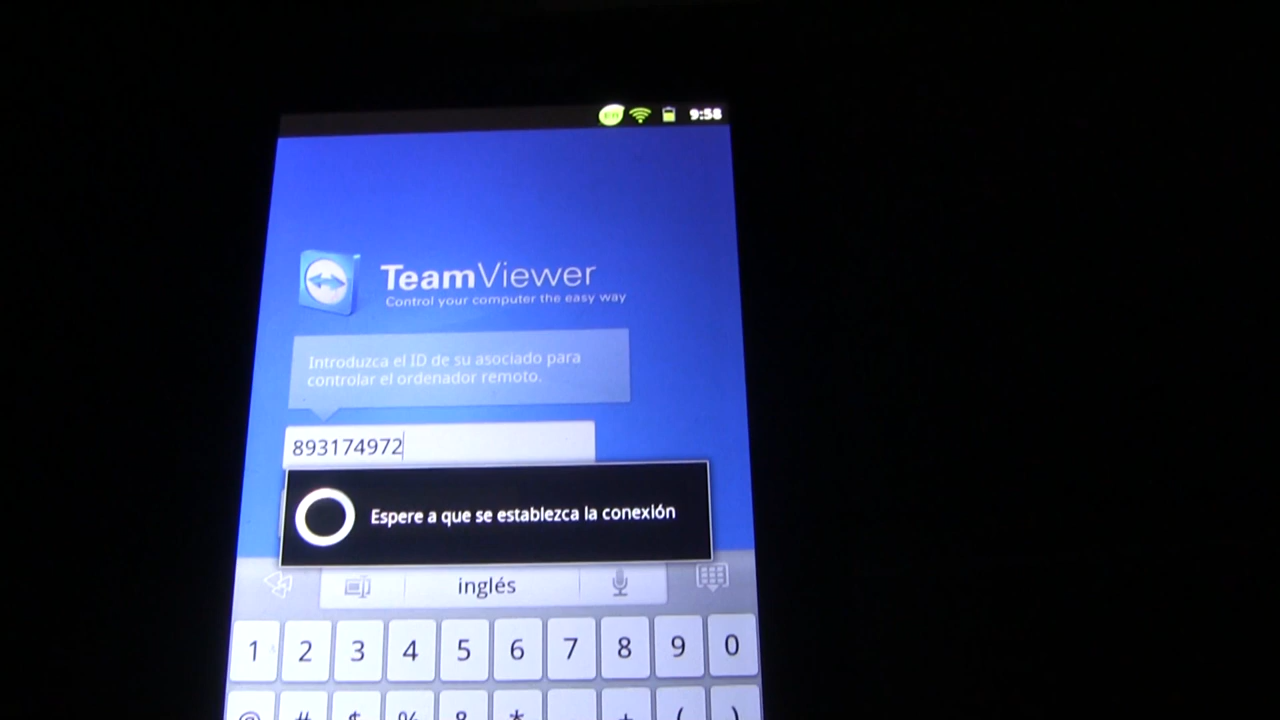 9:58
TeamViewer
Control your computer the easy way
Introduzca el ID de su asociado para
controlar el ordenador remoto.
893174972
Espere a que se establezca la conexión
inglés
1 2 3 4 5 6 7 8 9 0
@ # $ % & * - + ( )